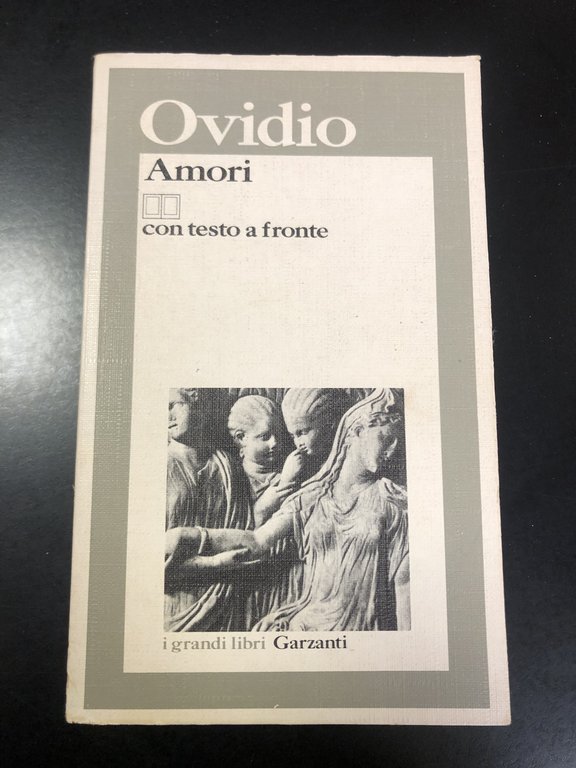 Ovidio
Amori
con testo a fronte
i grandi libri Garzanti